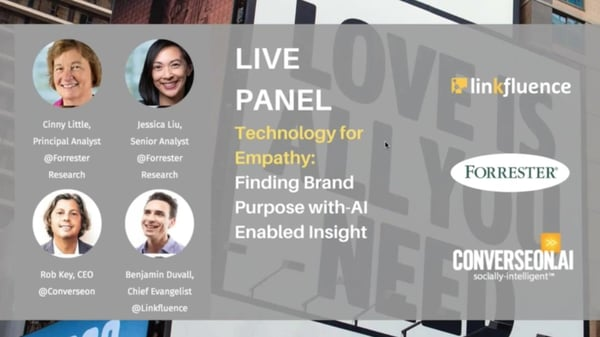 LIVE
PANEL
Technology for
Empathy:
Finding Brand
Purpose with-AI
Enabled Insight
Cinny Little,
Principal Analyst
@Forrester
Research
Jessica Liu,
Senior Analyst
@Forrester
Research
Rob Key, CEO
@Converseon
Benjamin Duvall,
Chief Evangelist
@Linkfluence
linkfluence
FORRESTER®
CONVERSEON.AI
socially-intelligent™
LOVE IS
ALL YOU
NEED